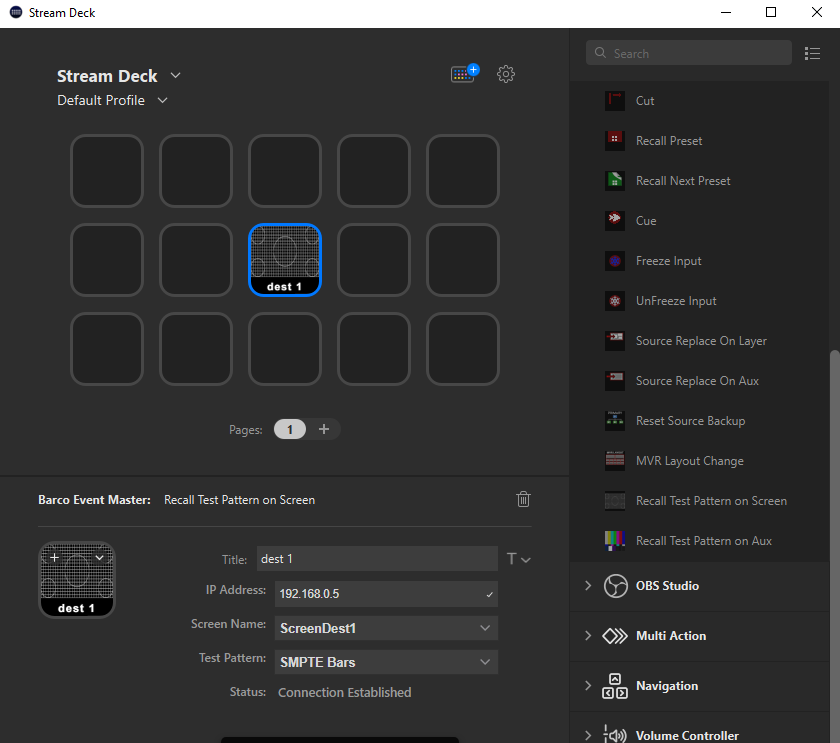 Stream Deck
Stream Deck
Default Profile
dest 1
Pages: 1 +
Barco Event Master: Recall Test Pattern on Screen
dest 1
Title: dest 1 T
IP Address: 192.168.0.5
Screen Name: ScreenDest1
Test Pattern: SMPTE Bars
Status: Connection Established
Search
Cut
Recall Preset
Recall Next Preset
Cue
Freeze Input
UnFreeze Input
Source Replace On Layer
Source Replace On Aux
Reset Source Backup
MVR Layout Change
Recall Test Pattern on Screen
Recall Test Pattern on Aux
OBS Studio
Multi Action
Navigation
Volume Controller